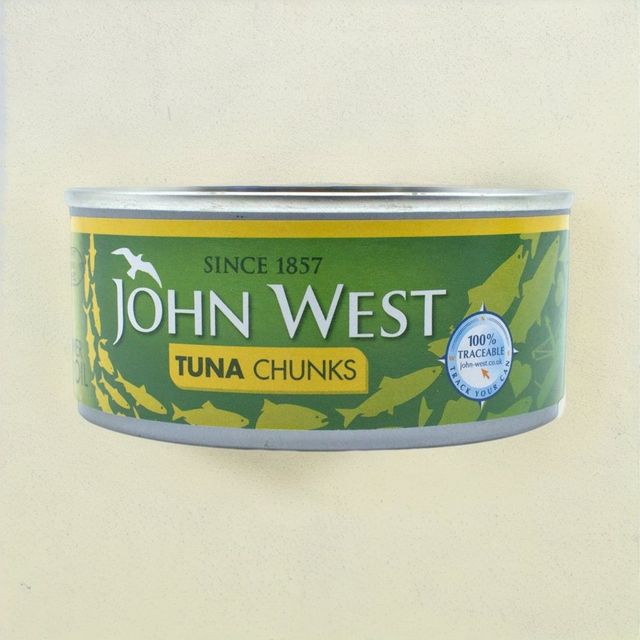 SINCE 1857
JOHN WEST
TUNA CHUNKS
100%
TRACEABLE
john-west.co.uk
TRACK YOUR CAN